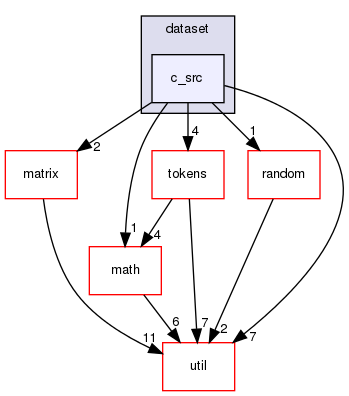 dataset
c_src
4
1
2
matrix
tokens
random
1
4
math
6
7
2
11
7
util